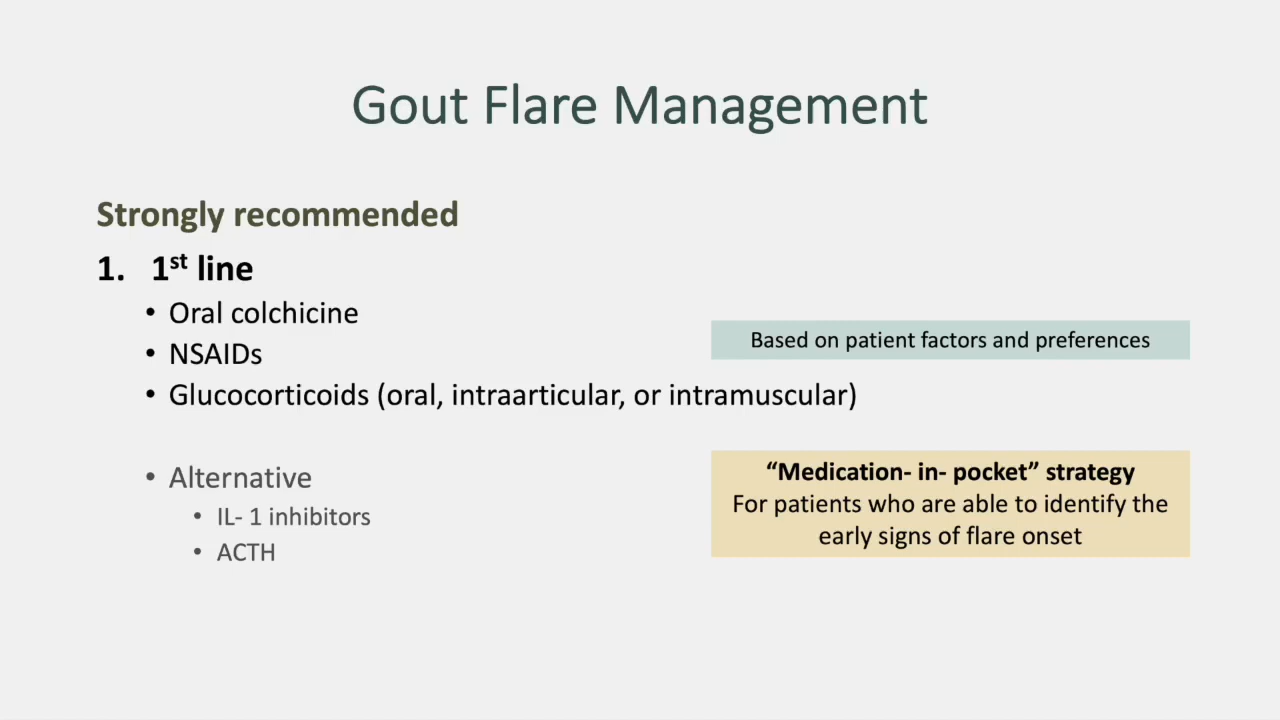 Gout Flare Management
Strongly recommended
1. 1st line
• Oral colchicine
• NSAIDs
• Glucocorticoids (oral, intraarticular, or intramuscular)
Based on patient factors and preferences
• Alternative
• IL- 1 inhibitors
• ACTH
“Medication- in- pocket” strategy
For patients who are able to identify the
early signs of flare onset